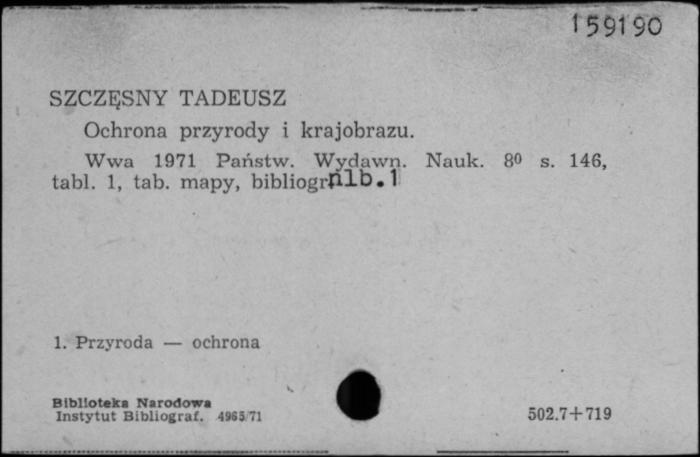 159190
SZCZĘSNY TADEUSZ
Ochrona przyrody i krajobrazu.
Wwa 1971 Państw. Wydawn. Nauk. 8⁰ s. 146,
tabl. 1, tab. mapy, bibliogr. nlb. 1
1. Przyroda — ochrona
Biblioteka Narodowa
Instytut Bibliograf. 4965/71
502.7+719